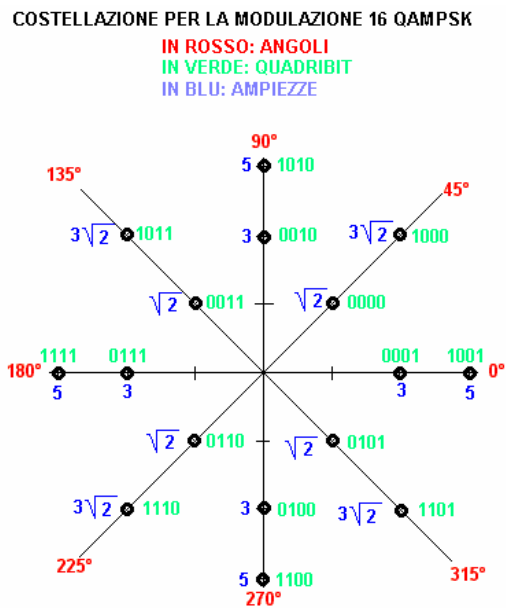 COSTELLAZIONE PER LA MODULAZIONE 16 QAMPSK
IN ROSSO: ANGOLI
IN VERDE: QUADRIBIT
IN BLU: AMPIEZZE
90°
5 1010
135° 45°
3√2 1011 3 0010 3√2 1000
√2 0011 √2 0000
1111 0111 0001 1001
180° 0°
5 3 3 5
√2 0110 √2 0101
3√2 1110 3 0100 3√2 1101
225° 315°
5 1100
270°